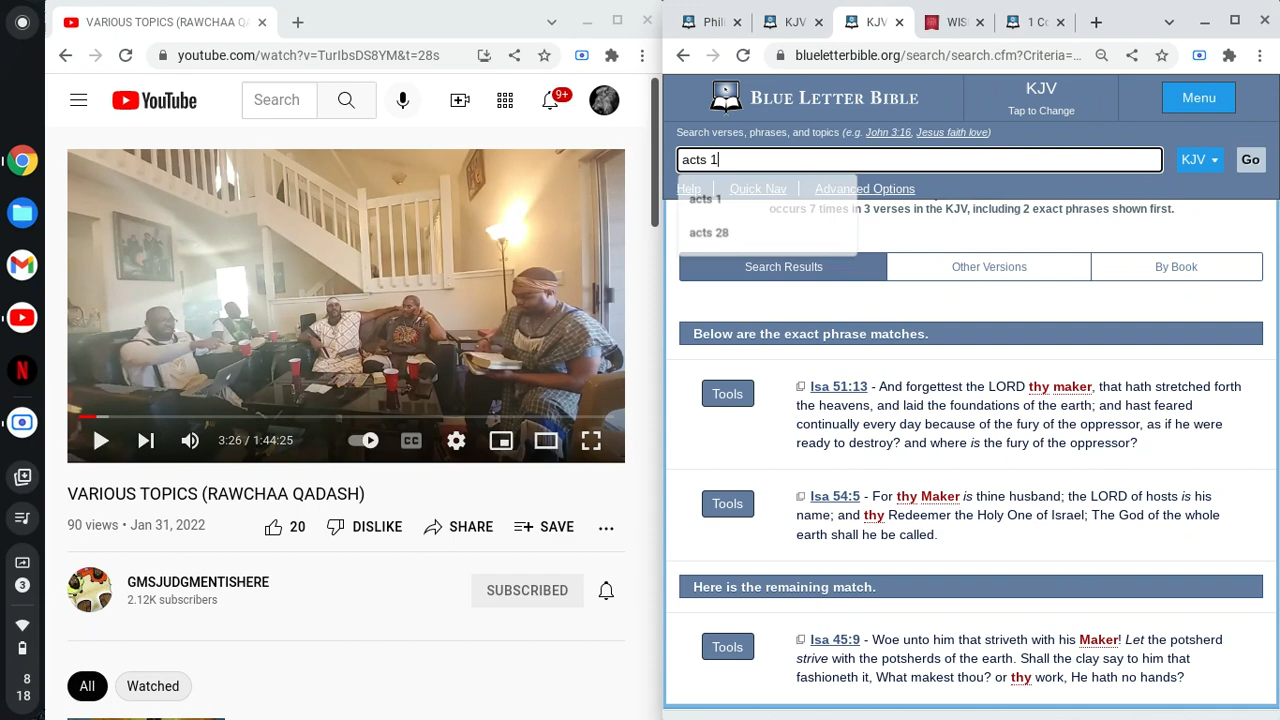 VARIOUS TOPICS (RAWCHAA Q
youtube.com/watch?v=TurIbsDS8YM&t=28s
YouTube
Search
9+
3:26 / 1:44:25
CC
VARIOUS TOPICS (RAWCHAA QADASH)
90 views • Jan 31, 2022
20
DISLIKE
SHARE
SAVE
GMSJUDGMENTISHERE
2.12K subscribers
SUBSCRIBED
All
Watched
3
8
18
Phil
KJV
KJV
WIS
1 Co
blueletterbible.org/search/search.cfm?Criteria=...
BLUE LETTER BIBLE
KJV
Tap to Change
Menu
Search verses, phrases, and topics (e.g. John 3:16, Jesus faith love)
acts 1
KJV
Go
Help
Quick Nav
Advanced Options
acts 1
acts 28
occurs 7 times in 3 verses in the KJV, including 2 exact phrases shown first.
Search Results
Other Versions
By Book
Below are the exact phrase matches.
Tools
Isa 51:13 - And forgettest the LORD thy maker, that hath stretched forth
the heavens, and laid the foundations of the earth; and hast feared
continually every day because of the fury of the oppressor, as if he were
ready to destroy? and where is the fury of the oppressor?
Tools
Isa 54:5 - For thy Maker is thine husband; the LORD of hosts is his
name; and thy Redeemer the Holy One of Israel; The God of the whole
earth shall he be called.
Here is the remaining match.
Tools
Isa 45:9 - Woe unto him that striveth with his Maker! Let the potsherd
strive with the potsherds of the earth. Shall the clay say to him that
fashioneth it, What makest thou? or thy work, He hath no hands?